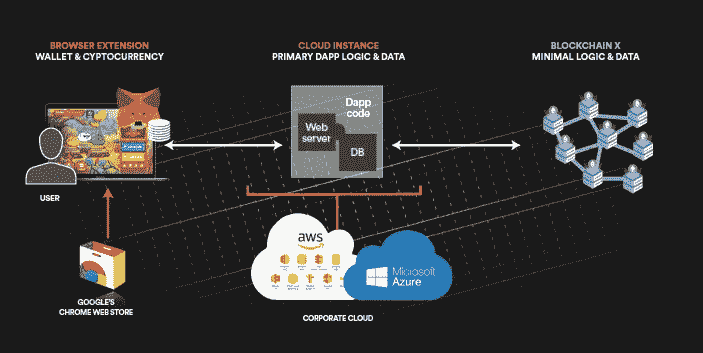 BROWSER EXTENSION
WALLET & CYPTOCURRENCY
CLOUD INSTANCE
PRIMARY DAPP LOGIC & DATA
BLOCKCHAIN X
MINIMAL LOGIC & DATA
Dapp
code
Web
server
DB
USER
aws
Microsoft
Azure
GOOGLE'S
CHROME WEB STORE
CORPORATE CLOUD